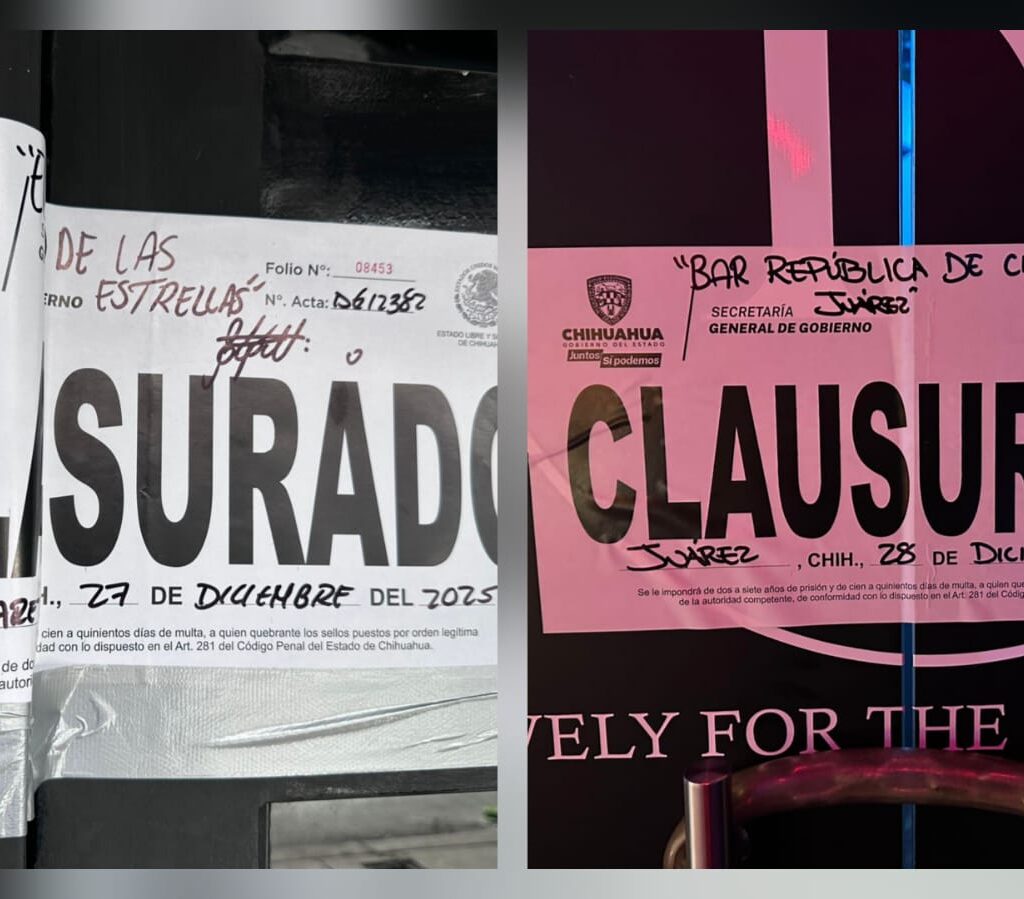 DE LAS
ESTRELLAS"
Folio N°: 08453
N°. Acta: DG12382
ERNO
ESTADO LIBRE Y S
DE CHIHUA
SURADO
27 DE DICIEMBRE DEL 2025
cien a quinientos días de multa, a quien quebrante los sellos puestos por orden legítima
dad con lo dispuesto en el Art. 281 del Código Penal del Estado de Chihuahua.
de do
autori
"BAR REPÚBLICA DE C
JUÁREZ"
CHIHUAHUA
GOBIERNO DEL ESTADO
Juntos Sí podemos
SECRETARÍA
GENERAL DE GOBIERNO
CLAUSUR
JUÁREZ, CHIH., 28 DE DICI
Se le impondrá de dos a siete años de prisión y de cien a quinientos días de multa, a quien que
de la autoridad competente, de conformidad con lo dispuesto en el Art. 281 del Códig
VELY FOR THE